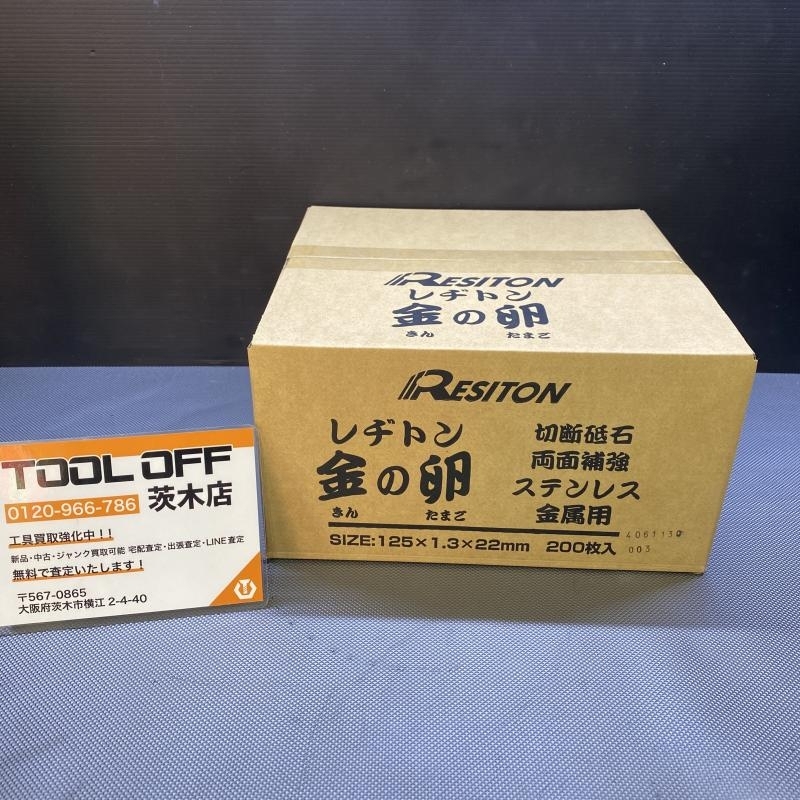 RESITON
レヂトン
金の卵
きん たまご
RESITON
レヂトン
金の卵
きん たまご
切断砥石
両面補強
ステンレス
金属用
SIZE:125×1.3×22mm 200枚入
406113
003
TOOL OFF
0120-966-786 茨木店
工具買取強化中!!
新品・中古・ジャンク買取可能 宅配査定・出張査定・LINE査定
無料で査定いたします!
〒567-0865
大阪府茨木市横江 2-4-40